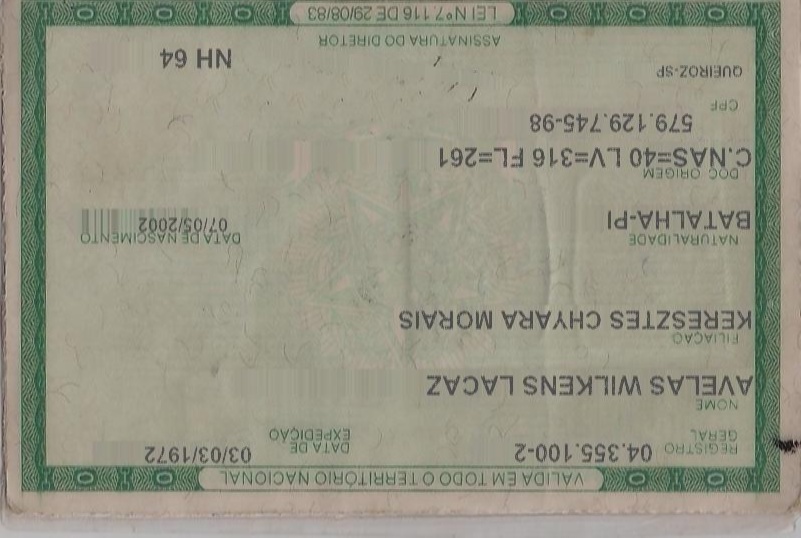 VALIDA EM TODO O TERRITÓRIO NACIONAL
REGISTRO GERAL 04.355.100-2 DATA DE EXPEDIÇÃO 03/03/1972
NOME
AVELAS WILKENS LACAZ
FILIAÇÃO
KERESZTES CHYARA MORAIS
NATURALIDADE DATA DE NASCIMENTO
BATALHA-PI 07/05/2002
DOC ORIGEM
C.NAS=40 LV=316 FL=261
579.129.745-98
CPF
QUEIROZ-SP NH 64
ASSINATURA DO DIRETOR
LEI Nº 7.116 DE 29/08/83